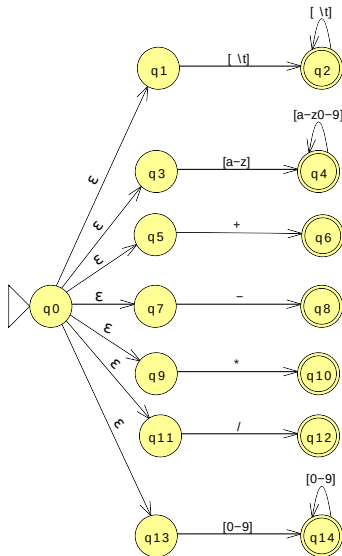 [ \t]
q1
[ \t]
q2
ε
[a-z0-9]
q3
[a-z]
q4
ε
q5
+
q6
ε
q0
ε
q7
-
q8
ε
q9
*
q10
ε
q11
/
q12
ε
[0-9]
q13
[0-9]
q14